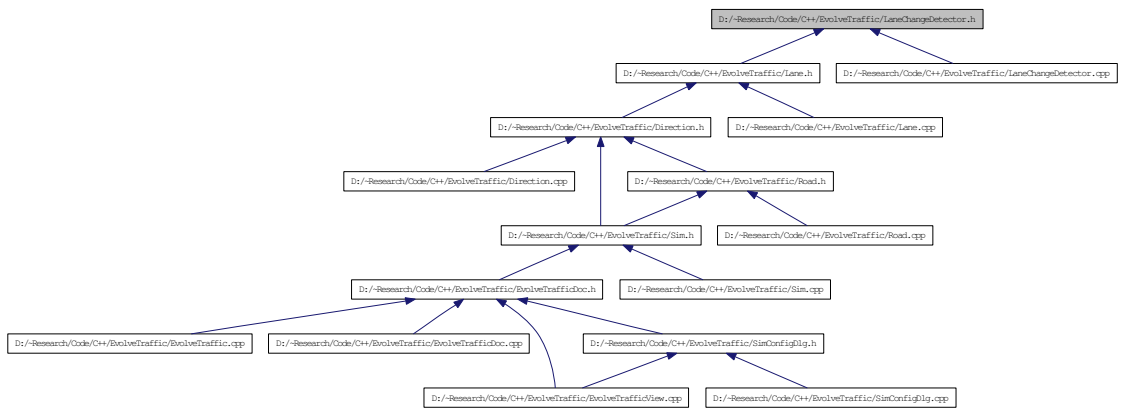 D:/~Research/Code/C++/EvolveTraffic/LaneChangeDetector.h
D:/~Research/Code/C++/EvolveTraffic/Lane.h
D:/~Research/Code/C++/EvolveTraffic/LaneChangeDetector.cpp
D:/~Research/Code/C++/EvolveTraffic/Direction.h
D:/~Research/Code/C++/EvolveTraffic/Lane.cpp
D:/~Research/Code/C++/EvolveTraffic/Direction.cpp
D:/~Research/Code/C++/EvolveTraffic/Road.h
D:/~Research/Code/C++/EvolveTraffic/Sim.h
D:/~Research/Code/C++/EvolveTraffic/Road.cpp
D:/~Research/Code/C++/EvolveTraffic/EvolveTrafficDoc.h
D:/~Research/Code/C++/EvolveTraffic/Sim.cpp
D:/~Research/Code/C++/EvolveTraffic/EvolveTraffic.cpp
D:/~Research/Code/C++/EvolveTraffic/EvolveTrafficDoc.cpp
D:/~Research/Code/C++/EvolveTraffic/SimConfigDlg.h
D:/~Research/Code/C++/EvolveTraffic/EvolveTrafficView.cpp
D:/~Research/Code/C++/EvolveTraffic/SimConfigDlg.cpp